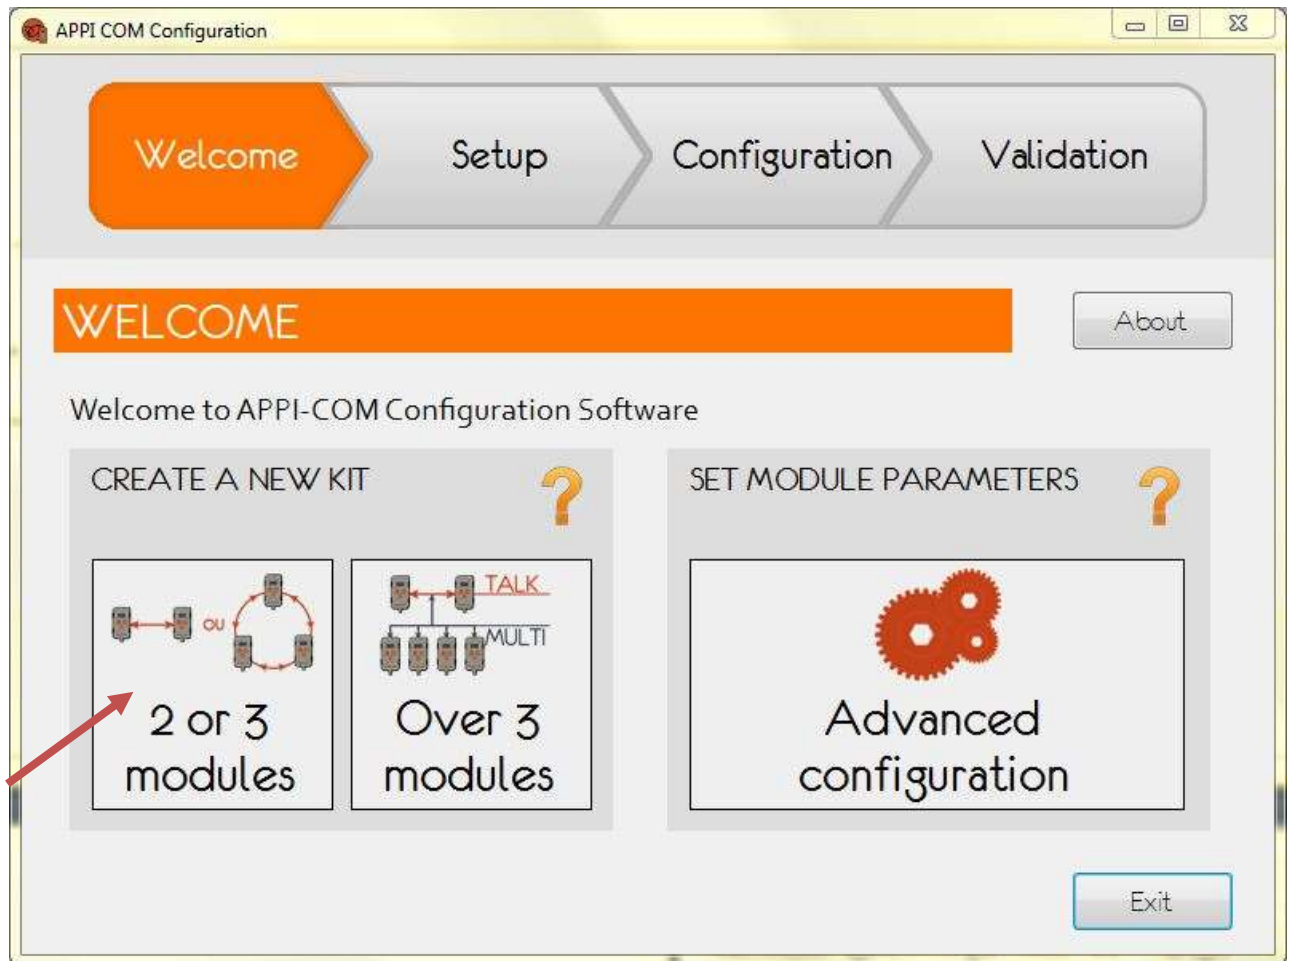 APPI COM Configuration
Welcome
Setup
Configuration
Validation
WELCOME
About
Welcome to APPI-COM Configuration Software
CREATE A NEW KIT
?
SET MODULE PARAMETERS
?
OU
TALK
MULTI
2 or 3
modules
Over 3
modules
Advanced
configuration
Exit